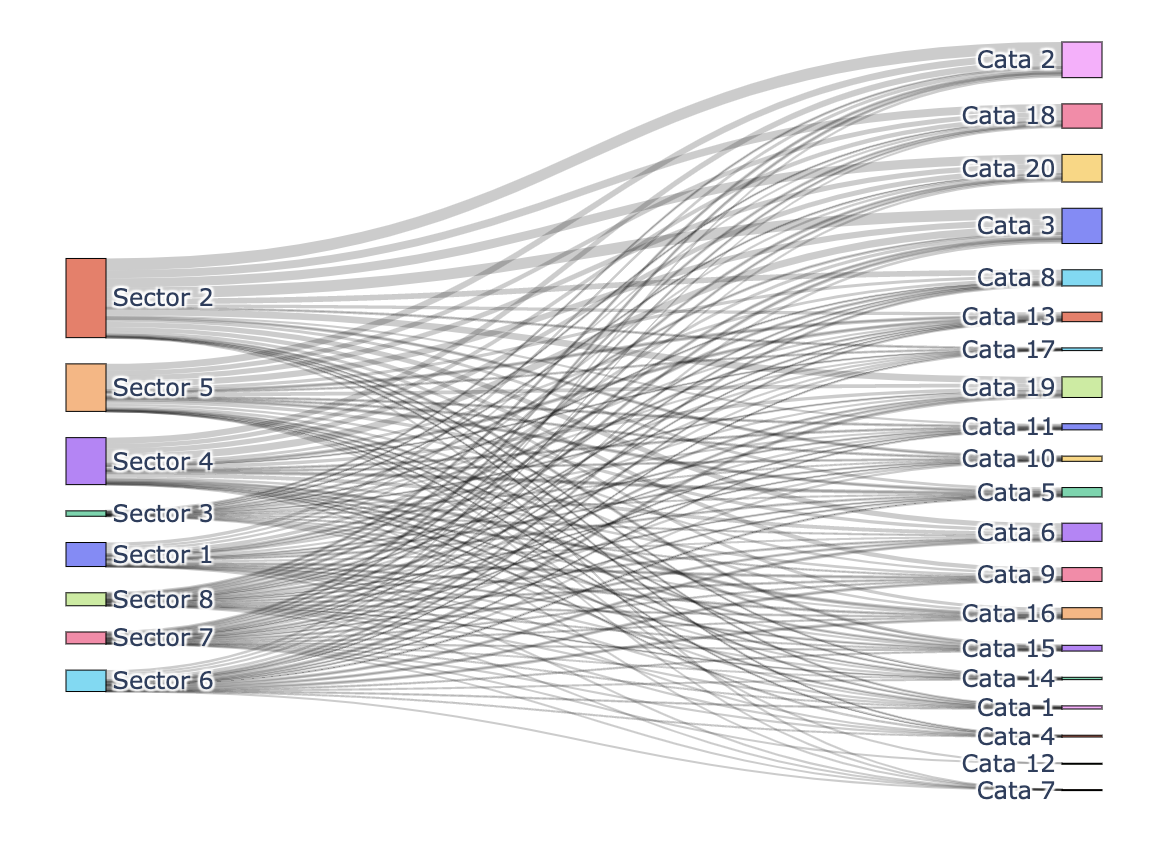 Sector 2
Sector 5
Sector 4
Sector 3
Sector 1
Sector 8
Sector 7
Sector 6
Cata 2
Cata 18
Cata 20
Cata 3
Cata 8
Cata 13
Cata 17
Cata 19
Cata 11
Cata 10
Cata 5
Cata 6
Cata 9
Cata 16
Cata 15
Cata 14
Cata 1
Cata 4
Cata 12
Cata 7